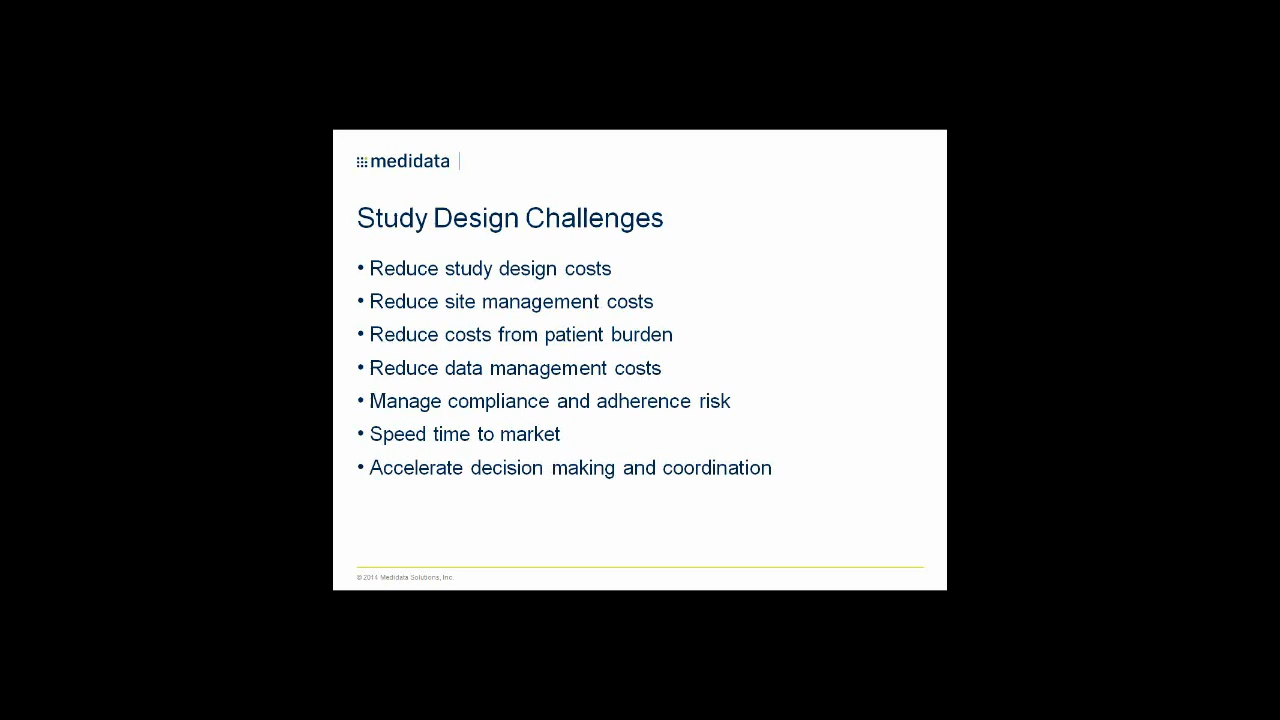 medidata
Study Design Challenges
• Reduce study design costs
• Reduce site management costs
• Reduce costs from patient burden
• Reduce data management costs
• Manage compliance and adherence risk
• Speed time to market
• Accelerate decision making and coordination
© 2014 Medidata Solutions, Inc.